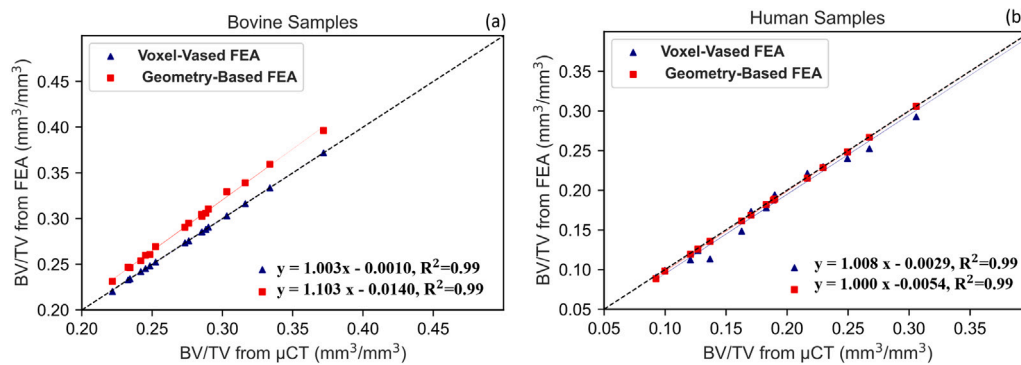 Bovine Samples
(a)
Voxel-Vased FEA
Geometry-Based FEA
0.45
0.40
0.35
0.30
0.25
0.20
BV/TV from FEA (mm³/mm³)
y = 1.003x - 0.0010, R²=0.99
y = 1.103 x - 0.0140, R²=0.99
0.20 0.25 0.30 0.35 0.40 0.45
BV/TV from µCT (mm³/mm³)
Human Samples
(b)
Voxel-Vased FEA
Geometry-Based FEA
0.35
0.30
0.25
0.20
0.15
0.10
0.05
BV/TV from FEA (mm³/mm³)
y = 1.008x - 0.0029, R²=0.99
y = 1.000 x -0.0054, R²=0.99
0.05 0.10 0.15 0.20 0.25 0.30 0.35
BV/TV from µCT (mm³/mm³)